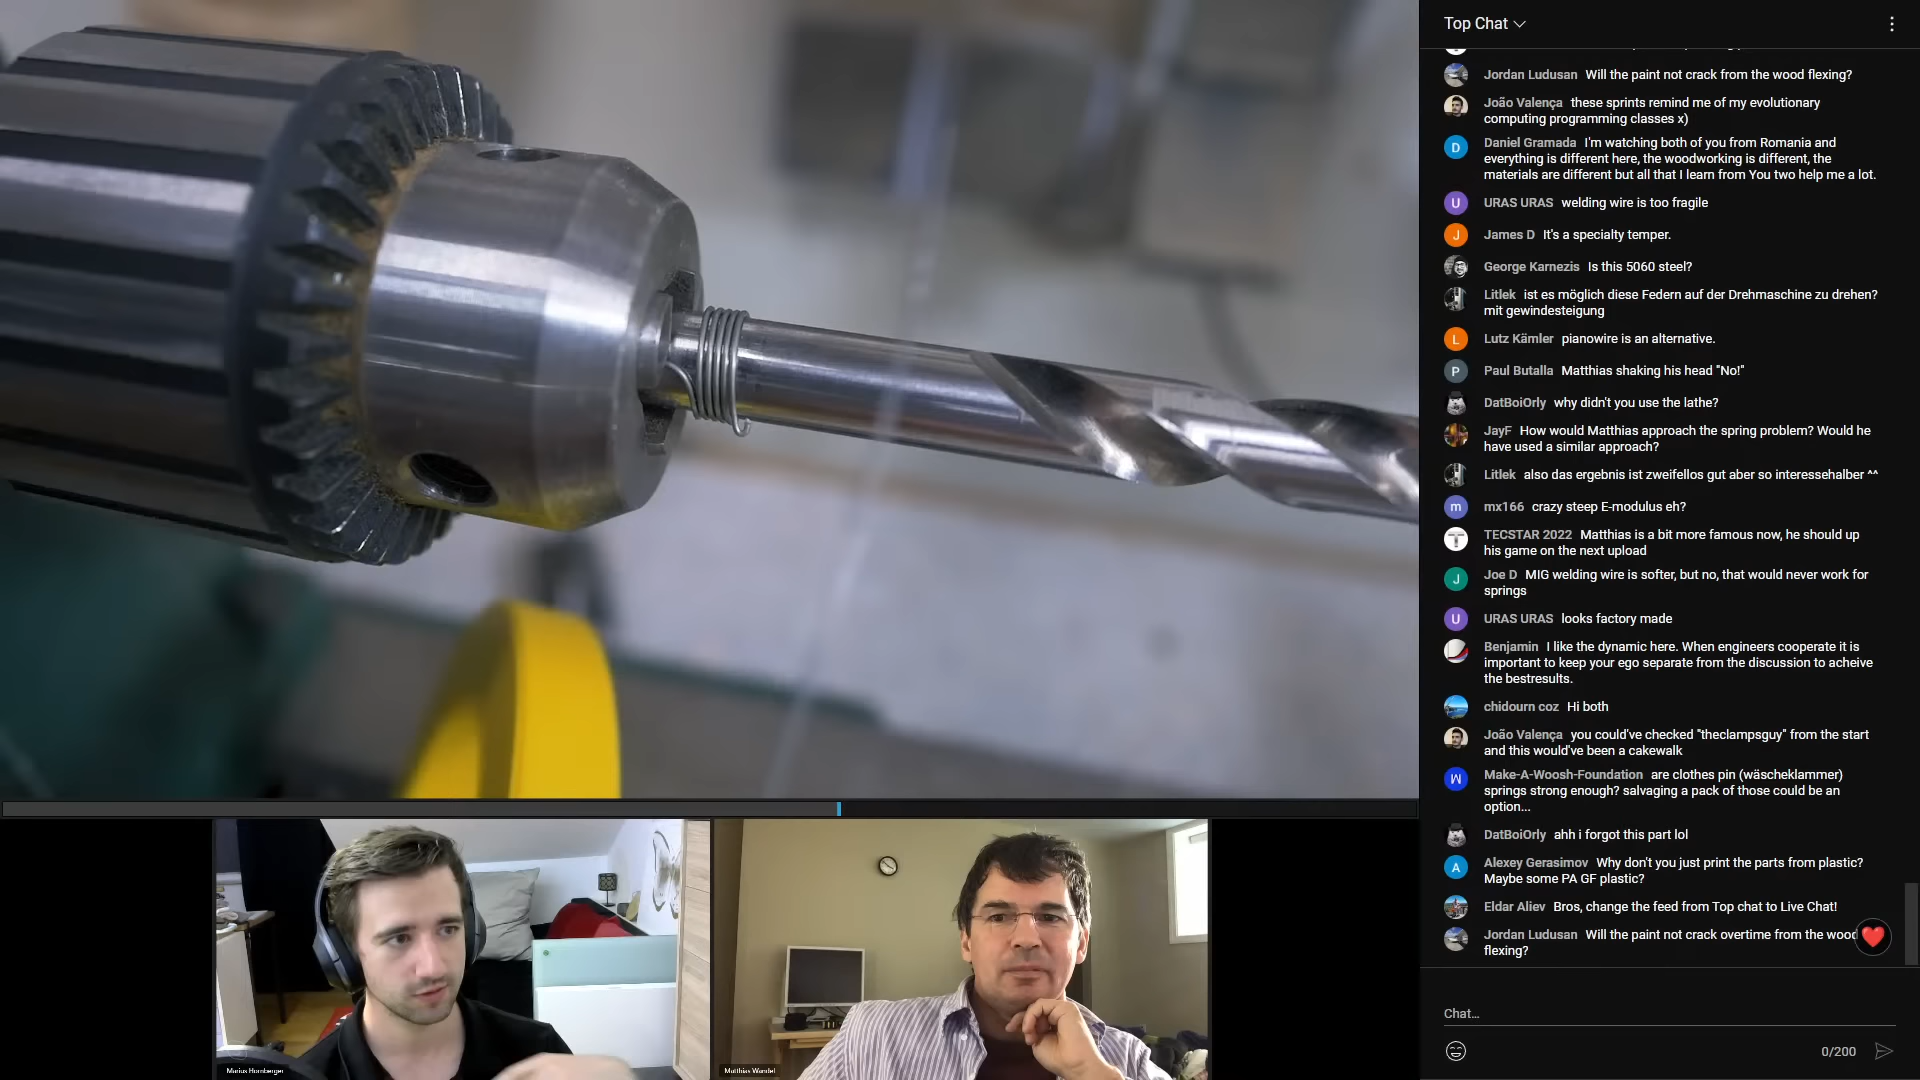 Top Chat
Jordan Ludusan Will the paint not crack from the wood flexing?
João Valença these sprints remind me of my evolutionary
computing programming classes x)
D Daniel Gramada I'm watching both of you from Romania and
everything is different here, the woodworking is different, the
materials are different but all that I learn from You two help me a lot.
U URAS URAS welding wire is too fragile
J James D It's a specialty temper.
George Karnezis Is this 5060 steel?
Litlek ist es möglich diese Federn auf der Drehmaschine zu drehen?
mit gewindesteigung
L Lutz Kämler pianowire is an alternative.
P Paul Butalla Matthias shaking his head "No!"
DatBoiOrly why didn't you use the lathe?
JayF How would Matthias approach the spring problem? Would he
have used a similar approach?
Litlek also das ergebnis ist zweifellos gut aber so interessehalber ^^
m mx166 crazy steep E-modulus eh?
TECSTAR 2022 Matthias is a bit more famous now, he should up
his game on the next upload
J Joe D MIG welding wire is softer, but no, that would never work for
springs
U URAS URAS looks factory made
Benjamin I like the dynamic here. When engineers cooperate it is
important to keep your ego separate from the discussion to acheive
the bestresults.
chidourn coz Hi both
João Valença you could've checked "theclampsguy" from the start
and this would've been a cakewalk
Make-A-Woosh-Foundation are clothes pin (wäscheklammer)
springs strong enough? salvaging a pack of those could be an
option...
DatBoiOrly ahh i forgot this part lol
A Alexey Gerasimov Why don't you just print the parts from plastic?
Maybe some PA GF plastic?
Eldar Aliev Bros, change the feed from Top chat to Live Chat!
Jordan Ludusan Will the paint not crack overtime from the wood
flexing?
Chat...
0/200
Marius Hornberger
Matthias Wandel